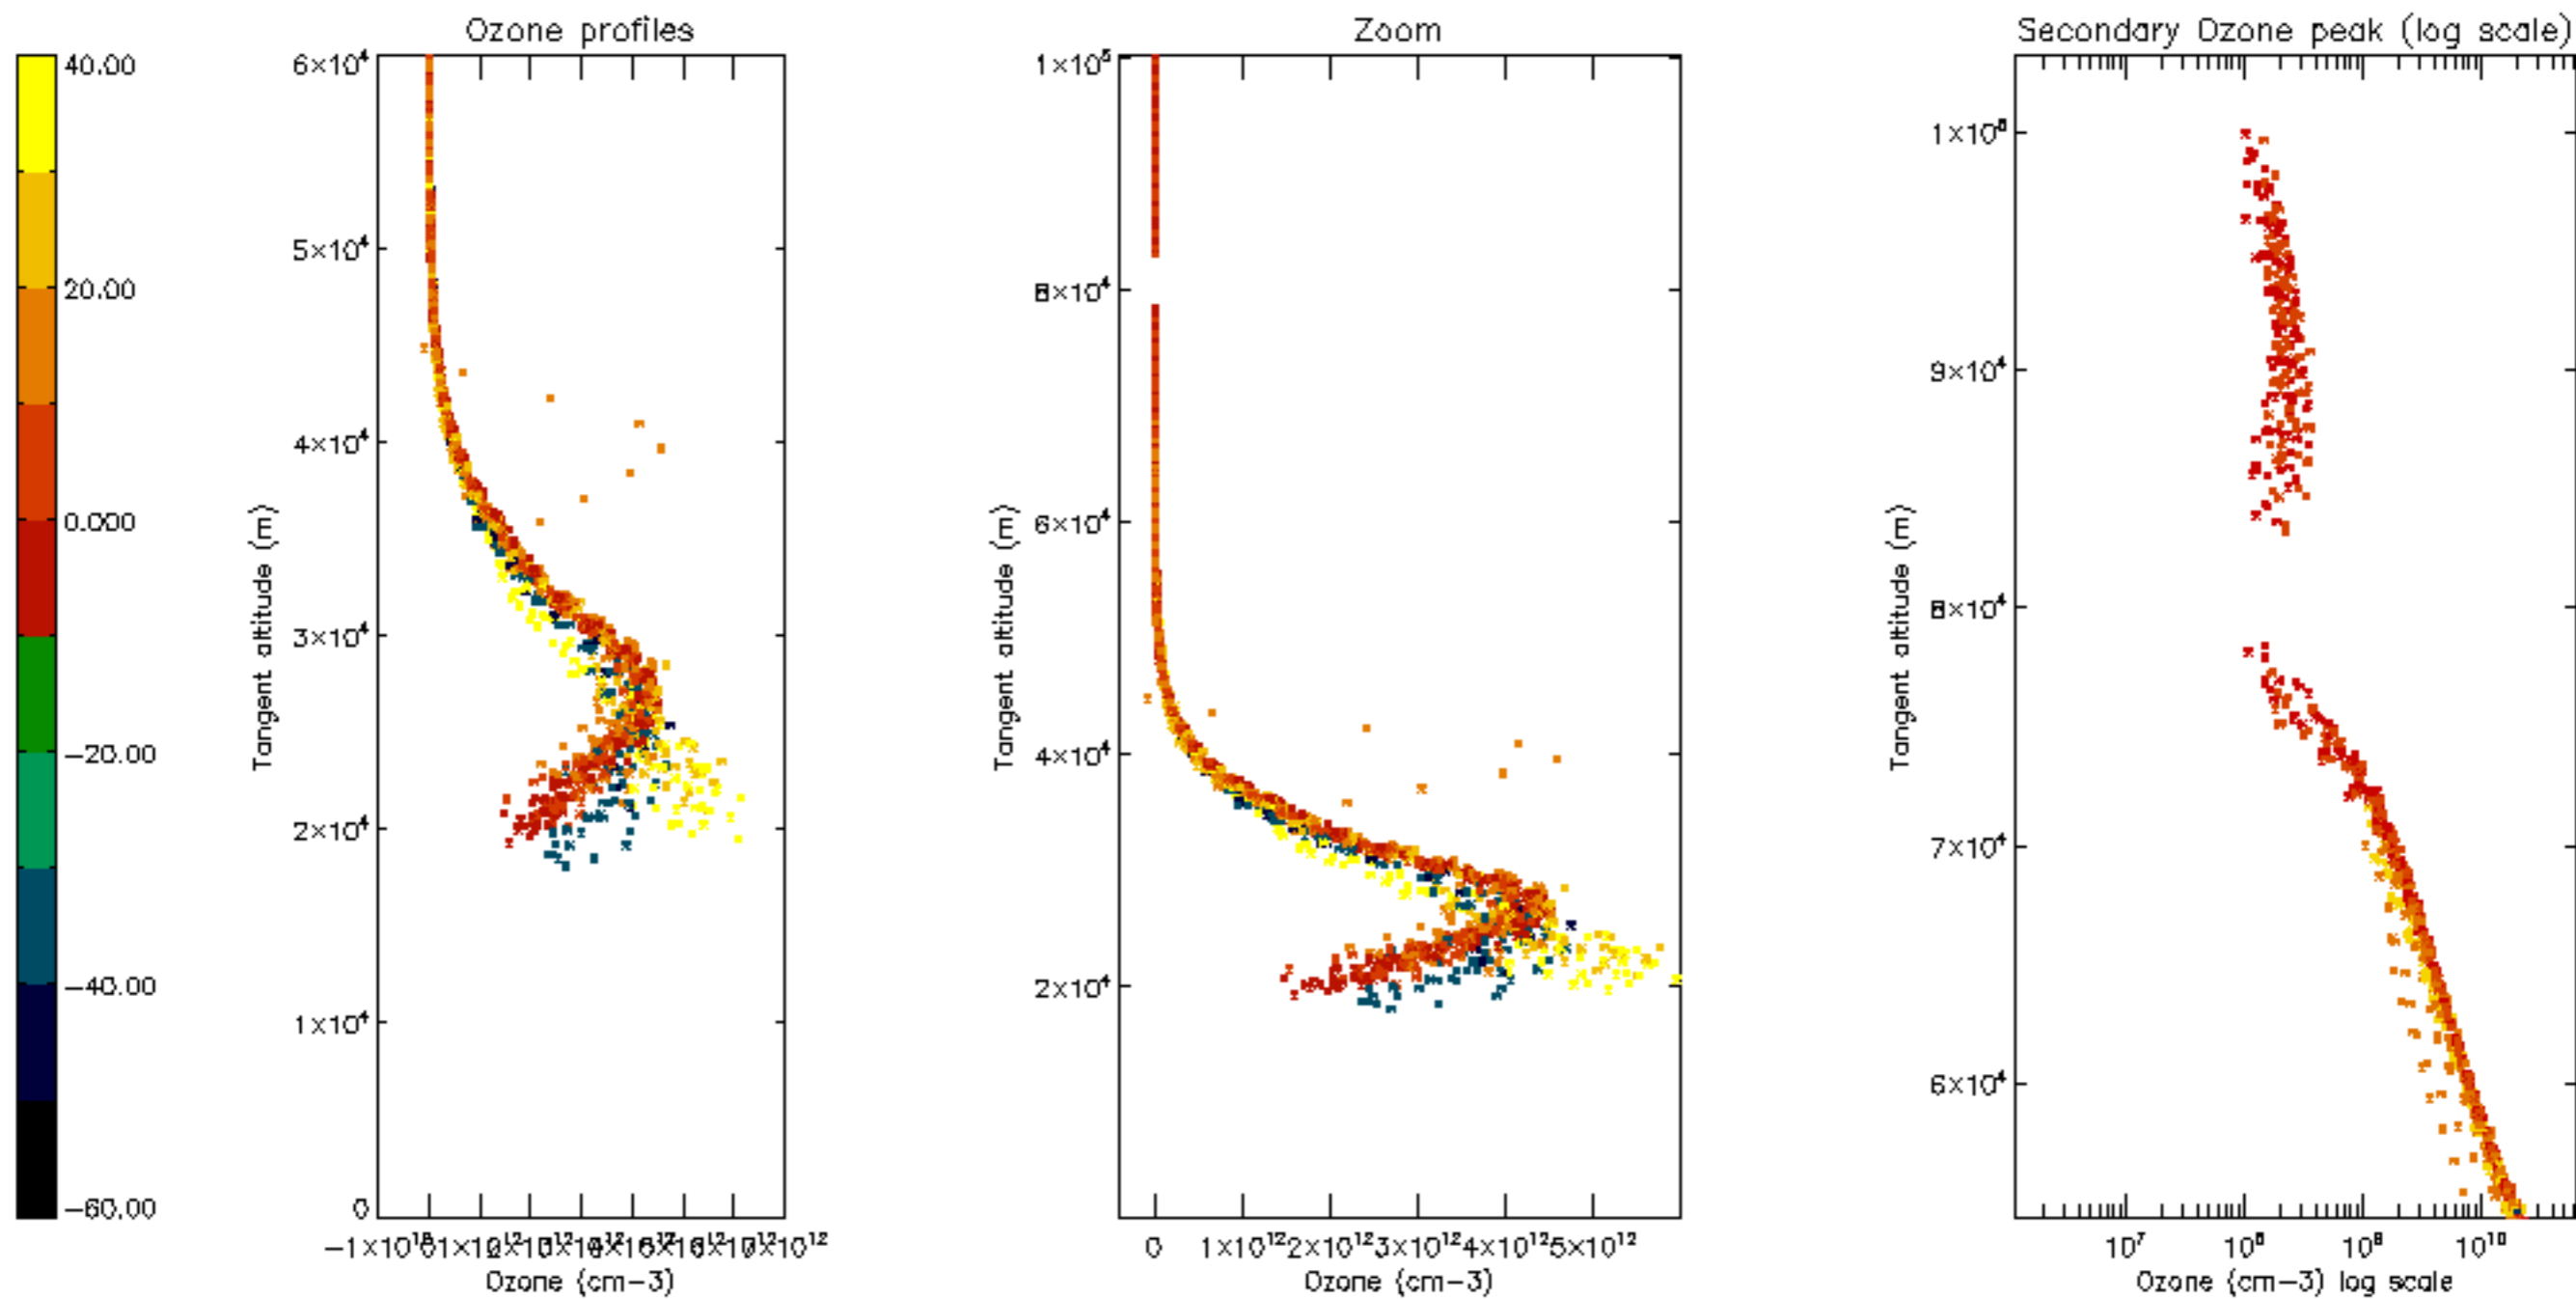 Ozone profiles
Zoom
Secondary Ozone peak (log scale)
40.00
20.00
0.000
−20.00
−40.00
−60.00
6×10⁴
5×10⁴
4×10⁴
3×10⁴
2×10⁴
1×10⁴
0
Tangent altitude (m)
Ozone (cm−3)
1×10⁵
8×10⁴
6×10⁴
4×10⁴
2×10⁴
Tangent altitude (m)
0 1×10¹² 2×10¹² 3×10¹² 4×10¹² 5×10¹²
Ozone (cm−3)
9×10⁴
8×10⁴
7×10⁴
6×10⁴
Tangent altitude (m)
10⁷ 10⁸ 10⁹ 10¹⁰
Ozone (cm−3) log scale